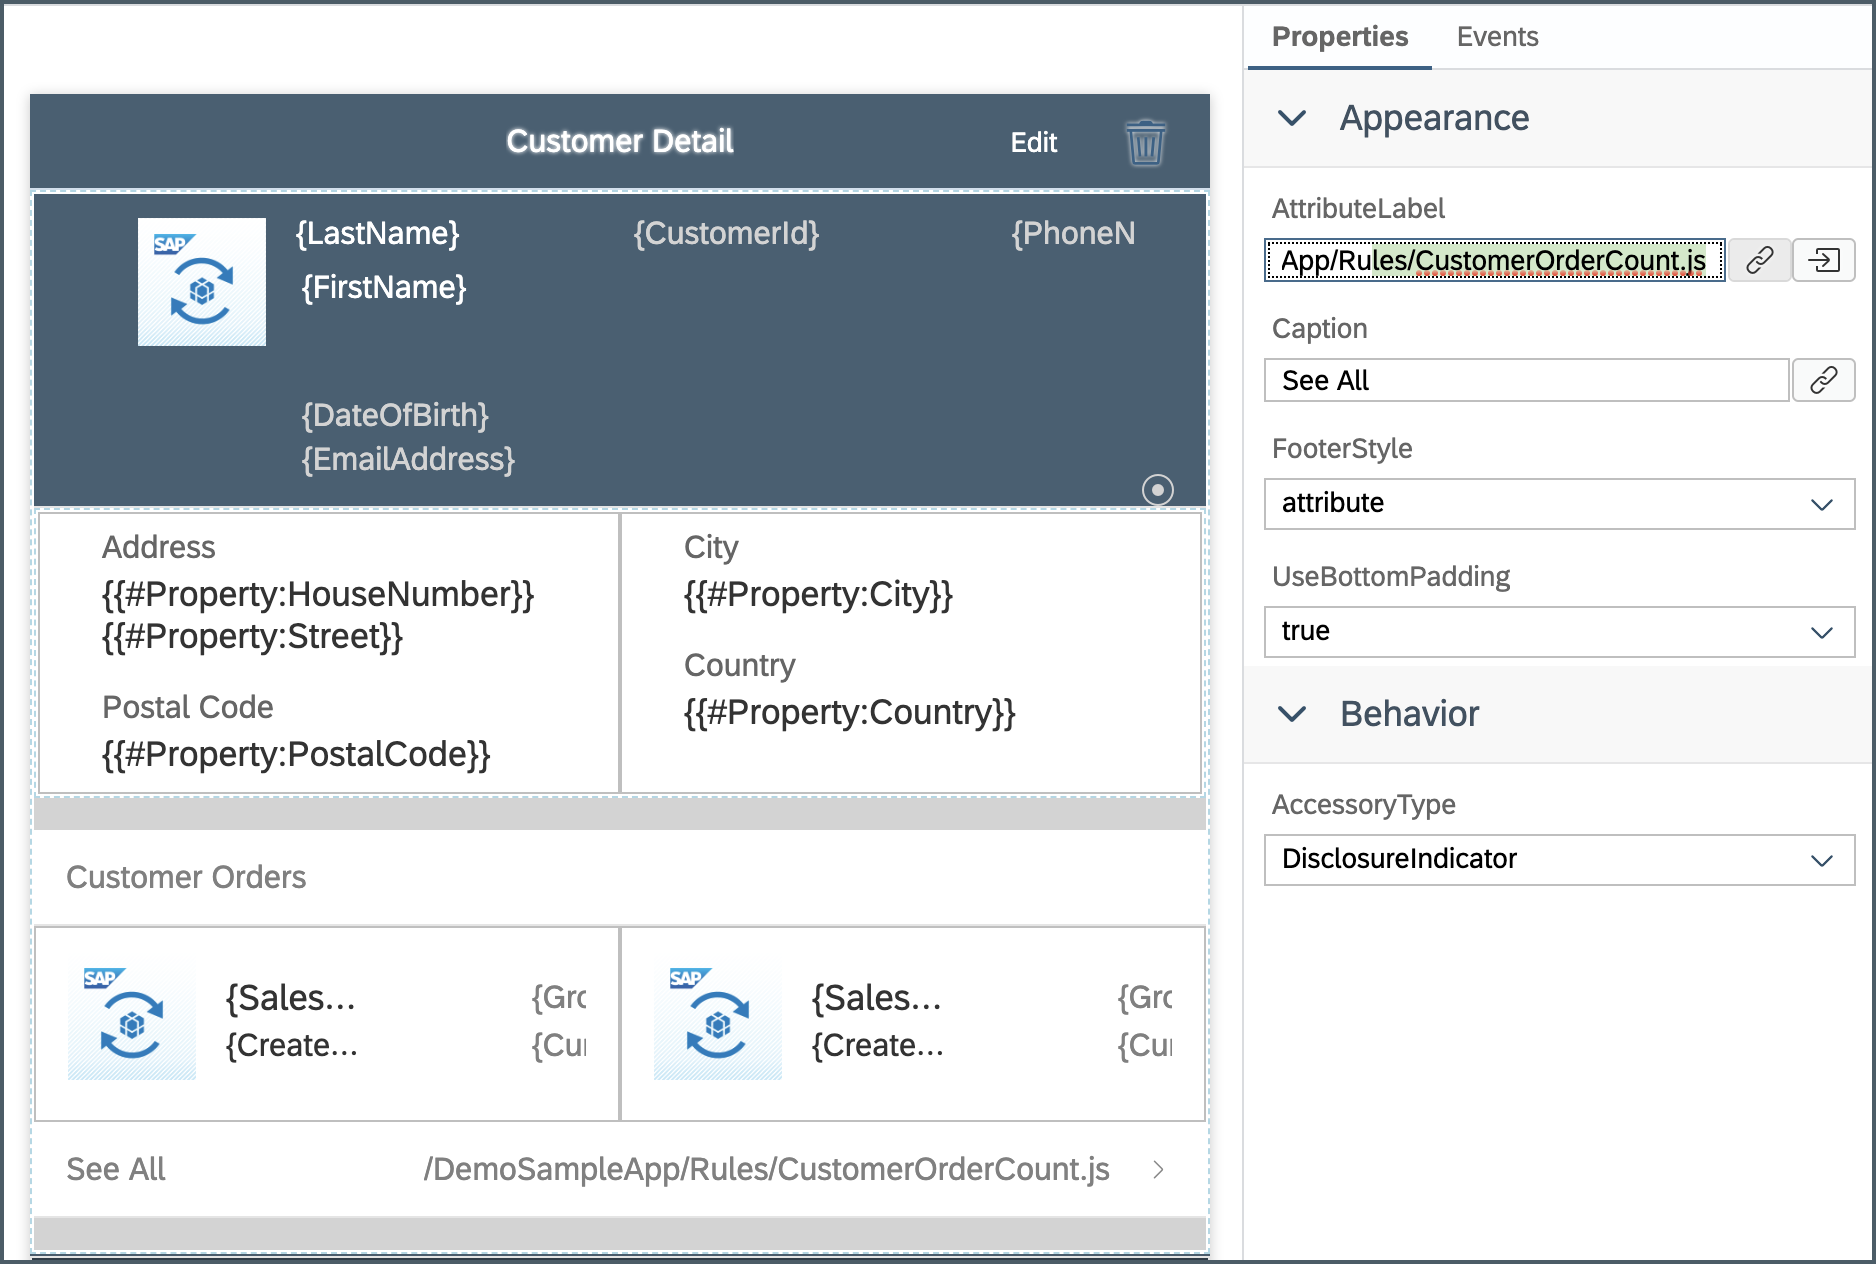 Customer Detail
Edit
SAP
{LastName}
{CustomerId}
{PhoneN
{FirstName}
{DateOfBirth}
{EmailAddress}
Address
{{#Property:HouseNumber}}
{{#Property:Street}}
Postal Code
{{#Property:PostalCode}}
City
{{#Property:City}}
Country
{{#Property:Country}}
Customer Orders
SAP
{Sales...
{Gro
{Create...
{Cur
SAP
{Sales...
{Gro
{Create...
{Cur
See All
/DemoSampleApp/Rules/CustomerOrderCount.js
Properties
Events
Appearance
AttributeLabel
App/Rules/CustomerOrderCount.js
Caption
See All
FooterStyle
attribute
UseBottomPadding
true
Behavior
AccessoryType
DisclosureIndicator